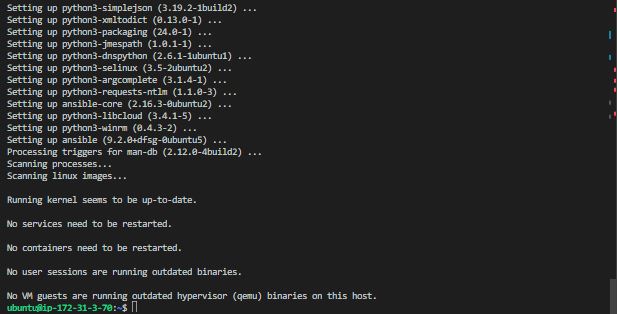 Setting up python3-simplejson (3.19.2-1build2) ...
Setting up python3-xmltodict (0.13.0-1) ...
Setting up python3-packaging (24.0-1) ...
Setting up python3-jmespath (1.0.1-1) ...
Setting up python3-dnspython (2.6.1-1ubuntu1) ...
Setting up python3-selinux (3.5-2ubuntu2) ...
Setting up python3-argcomplete (3.1.4-1) ...
Setting up python3-requests-ntlm (1.1.0-3) ...
Setting up ansible-core (2.16.3-0ubuntu2) ...
Setting up python3-libcloud (3.4.1-5) ...
Setting up python3-winrm (0.4.3-2) ...
Setting up ansible (9.2.0+dfsg-0ubuntu5) ...
Processing triggers for man-db (2.12.0-4build2) ...
Scanning processes...
Scanning linux images...
Running kernel seems to be up-to-date.
No services need to be restarted.
No containers need to be restarted.
No user sessions are running outdated binaries.
No VM guests are running outdated hypervisor (qemu) binaries on this host.
ubuntu@ip-172-31-3-70:~$